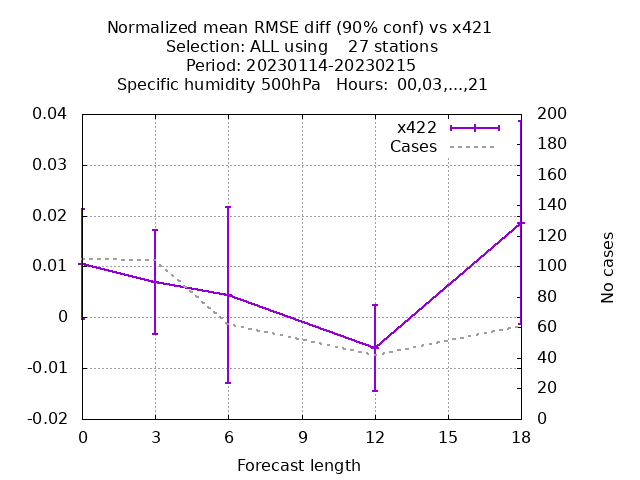 Normalized mean RMSE diff (90% conf) vs x421
Selection: ALL using    27 stations
Period: 20230114-20230215
Specific humidity 500hPa   Hours:  00,03,...,21
x422
Cases
0.04
0.03
0.02
0.01
0
-0.01
-0.02
200
180
160
140
120
100
80
60
40
20
0
No cases
0 3 6 9 12 15 18
Forecast length